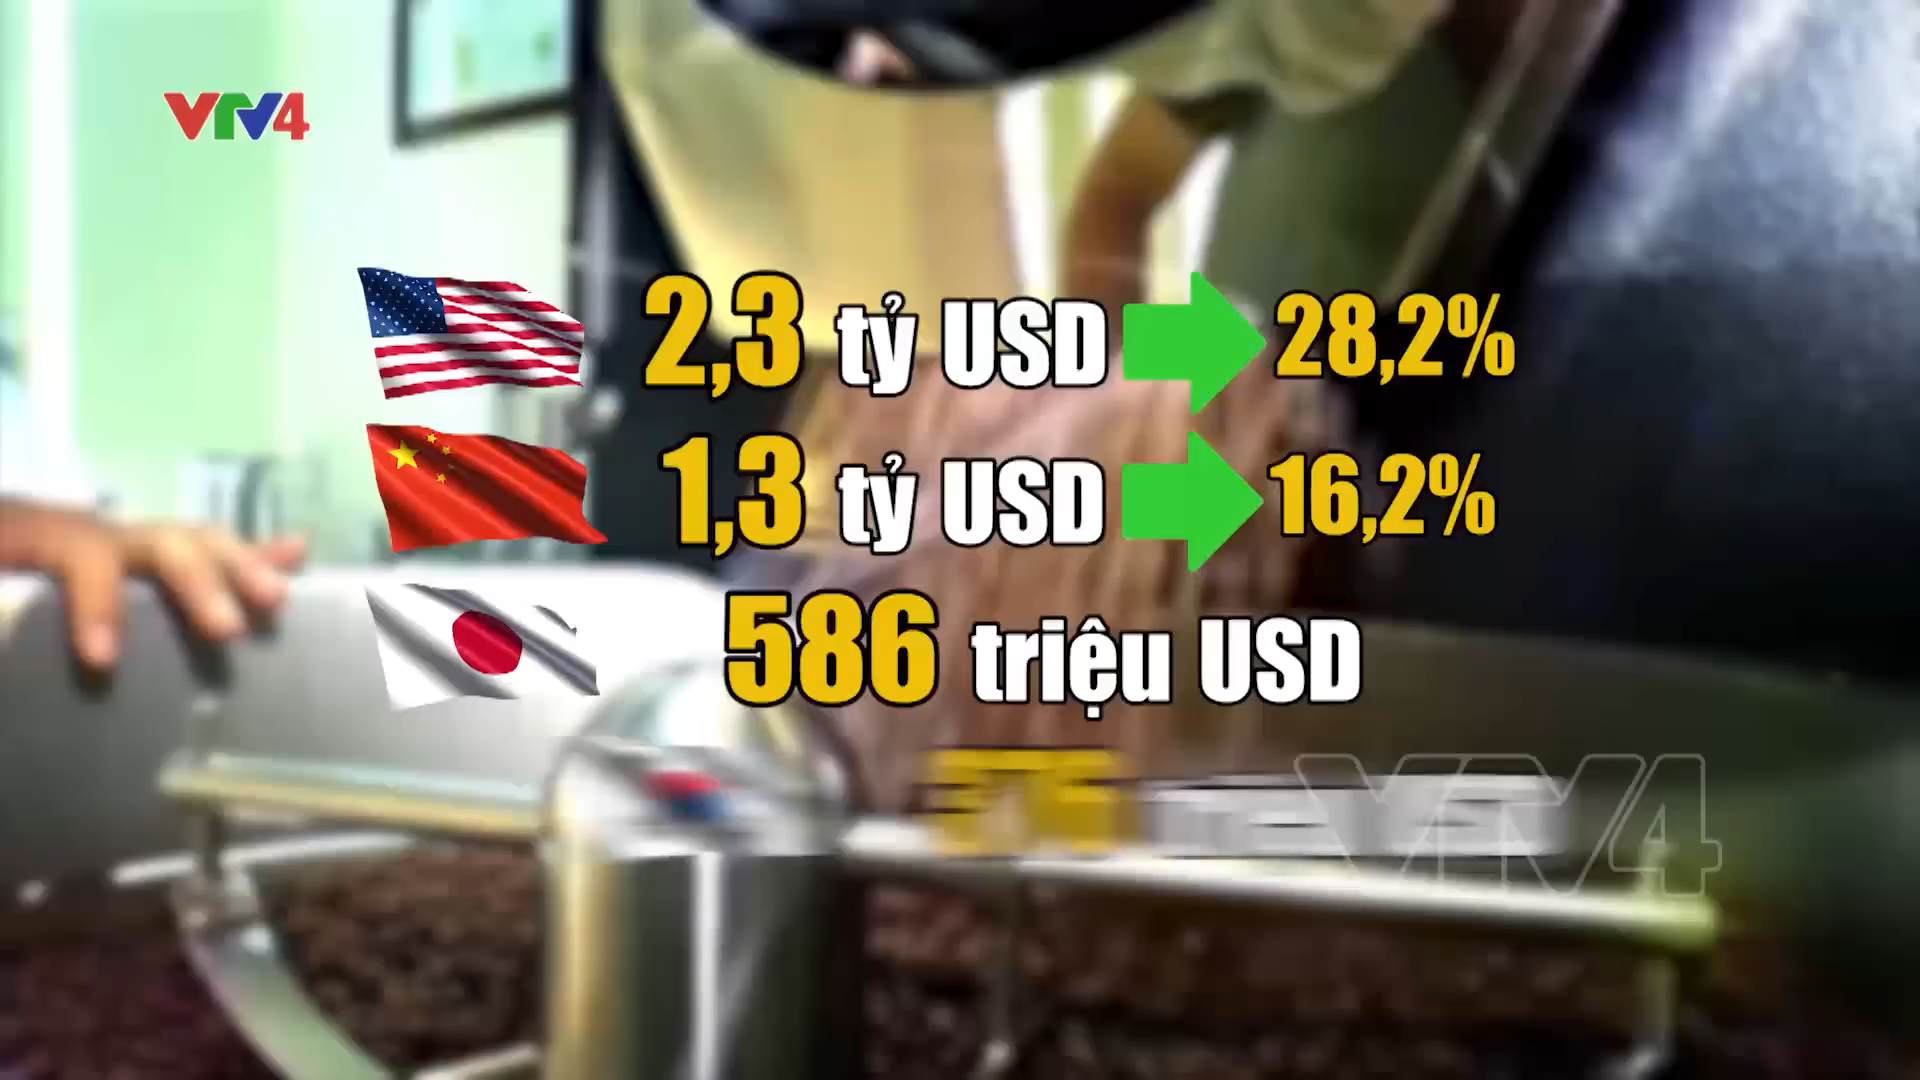 VTV4
2,3 tỷ USD 28,2%
1,3 tỷ USD 16,2%
586 triệu USD
VTV4